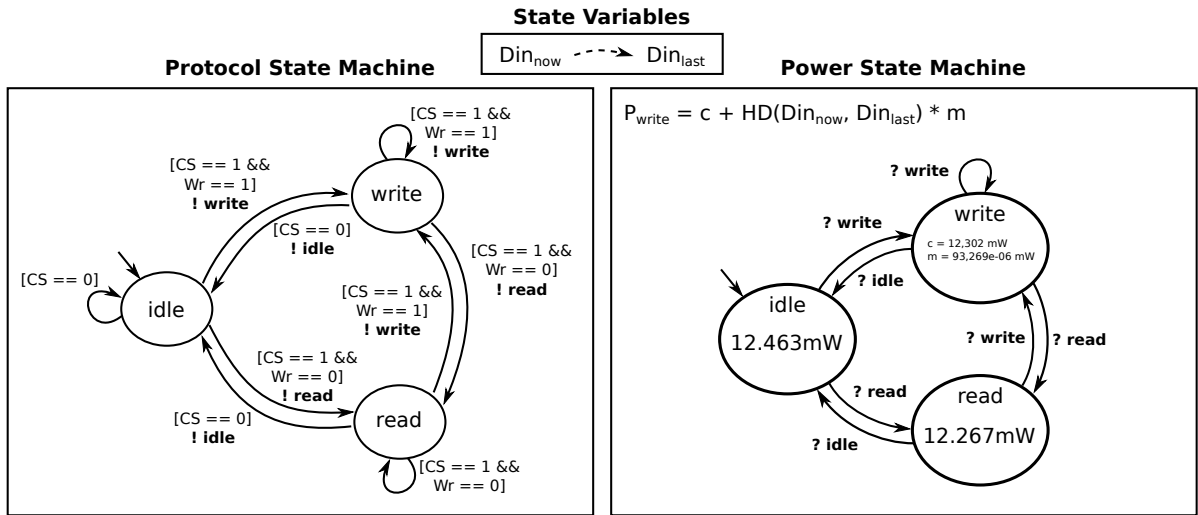 State Variables
Din_now Din_last
Protocol State Machine
[CS == 1 &&
Wr == 1]
! write
[CS == 1 &&
Wr == 1]
! write
write
[CS == 0]
! idle
[CS == 1 &&
Wr == 0]
! read
[CS == 0]
idle
[CS == 1 &&
Wr == 1]
! write
[CS == 1 &&
Wr == 0]
! read
[CS == 0]
! idle
read
[CS == 1 &&
Wr == 0]
Power State Machine
P_write = c + HD(Din_now, Din_last) * m
? write
write
c = 12,302 mW
m = 93,269e-06 mW
? write
? idle
idle
12.463mW
? write
? read
? read
read
12.267mW
? idle